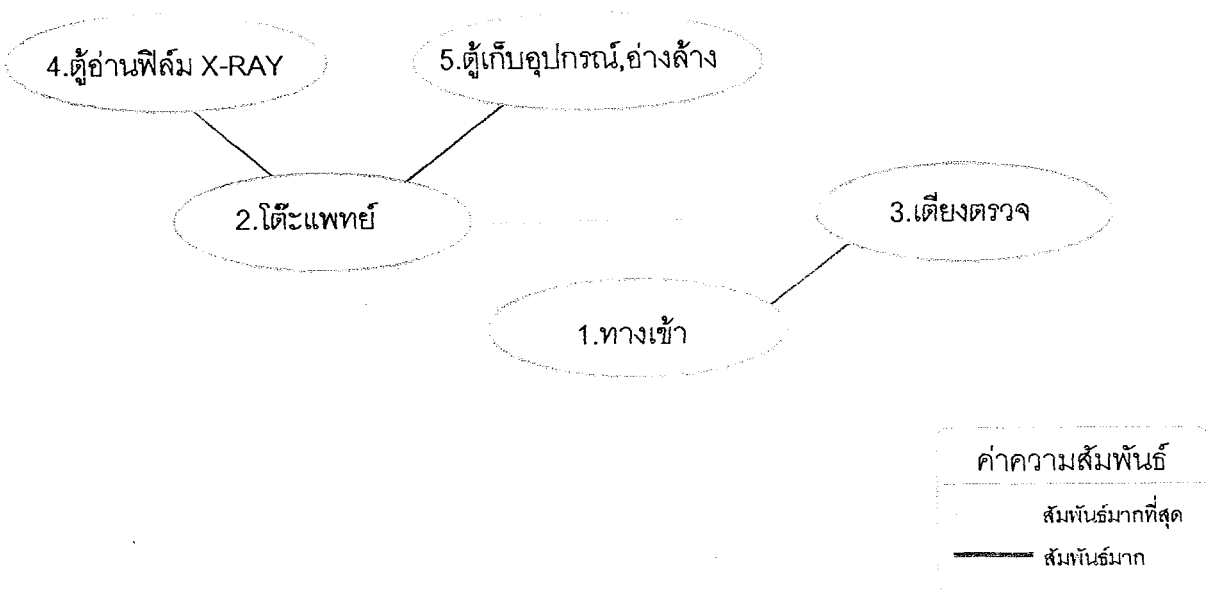 4.ตู้อ่านฟิล์ม X-RAY
5.ตู้เก็บอุปกรณ์,อ่างล้าง
2.โต๊ะแพทย์
3.เตียงตรวจ
1.ทางเข้า
ค่าความสัมพันธ์
สัมพันธ์มากที่สุด
สัมพันธ์มาก